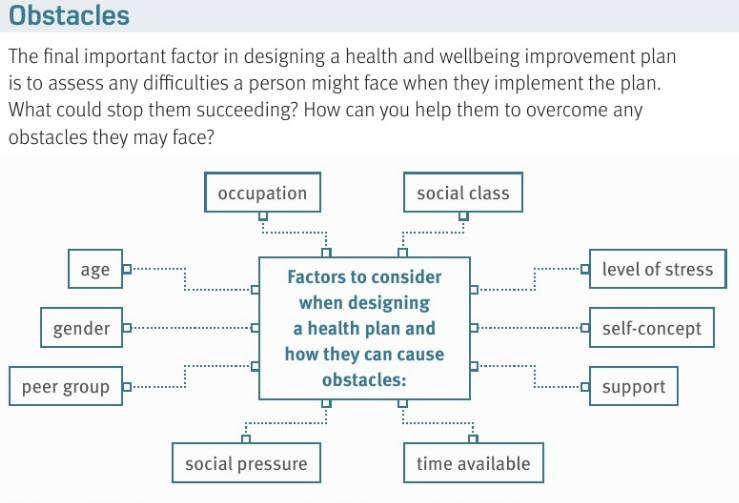 Obstacles
The final important factor in designing a health and wellbeing improvement plan
is to assess any difficulties a person might face when they implement the plan.
What could stop them succeeding? How can you help them to overcome any
obstacles they may face?
occupation
social class
age
gender
peer group
Factors to consider
when designing
a health plan and
how they can cause
obstacles:
level of stress
self-concept
support
social pressure
time available